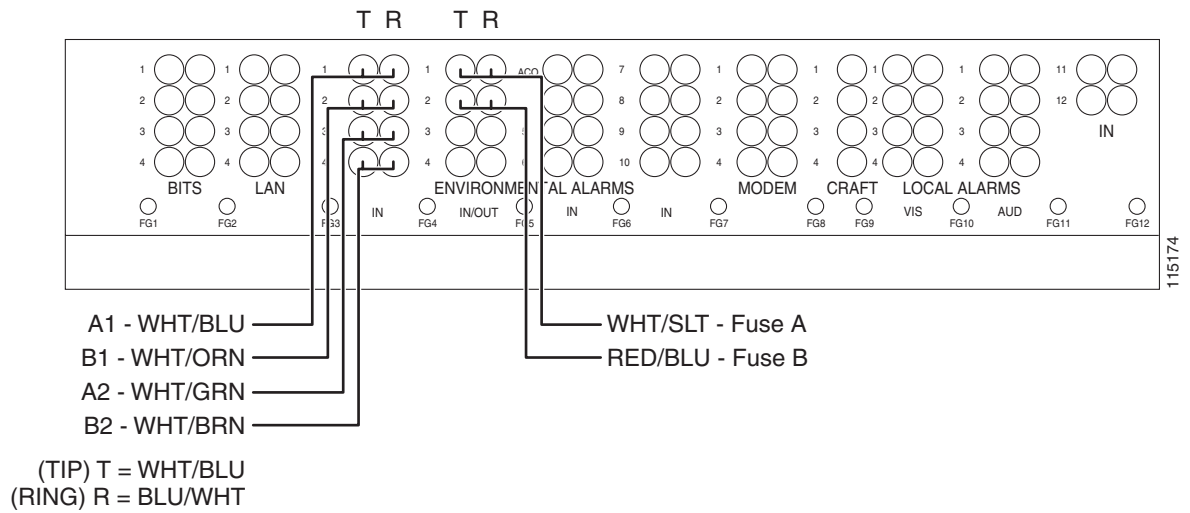 T R T R
1 1 1 1 ACO 7 1 1 1 1 11
2 2 2 2 8 2 2 2 2 12
3 3 3 3 5 9 3 3 3 3 IN
4 4 4 4 6 10 4 4 4 4
BITS LAN ENVIRONMENTAL ALARMS MODEM CRAFT LOCAL ALARMS
IN IN/OUT IN IN VIS AUD
FG1 FG2 FG3 FG4 FG5 FG6 FG7 FG8 FG9 FG10 FG11 FG12
115174
A1 - WHT/BLU WHT/SLT - Fuse A
B1 - WHT/ORN RED/BLU - Fuse B
A2 - WHT/GRN
B2 - WHT/BRN
(TIP) T = WHT/BLU
(RING) R = BLU/WHT